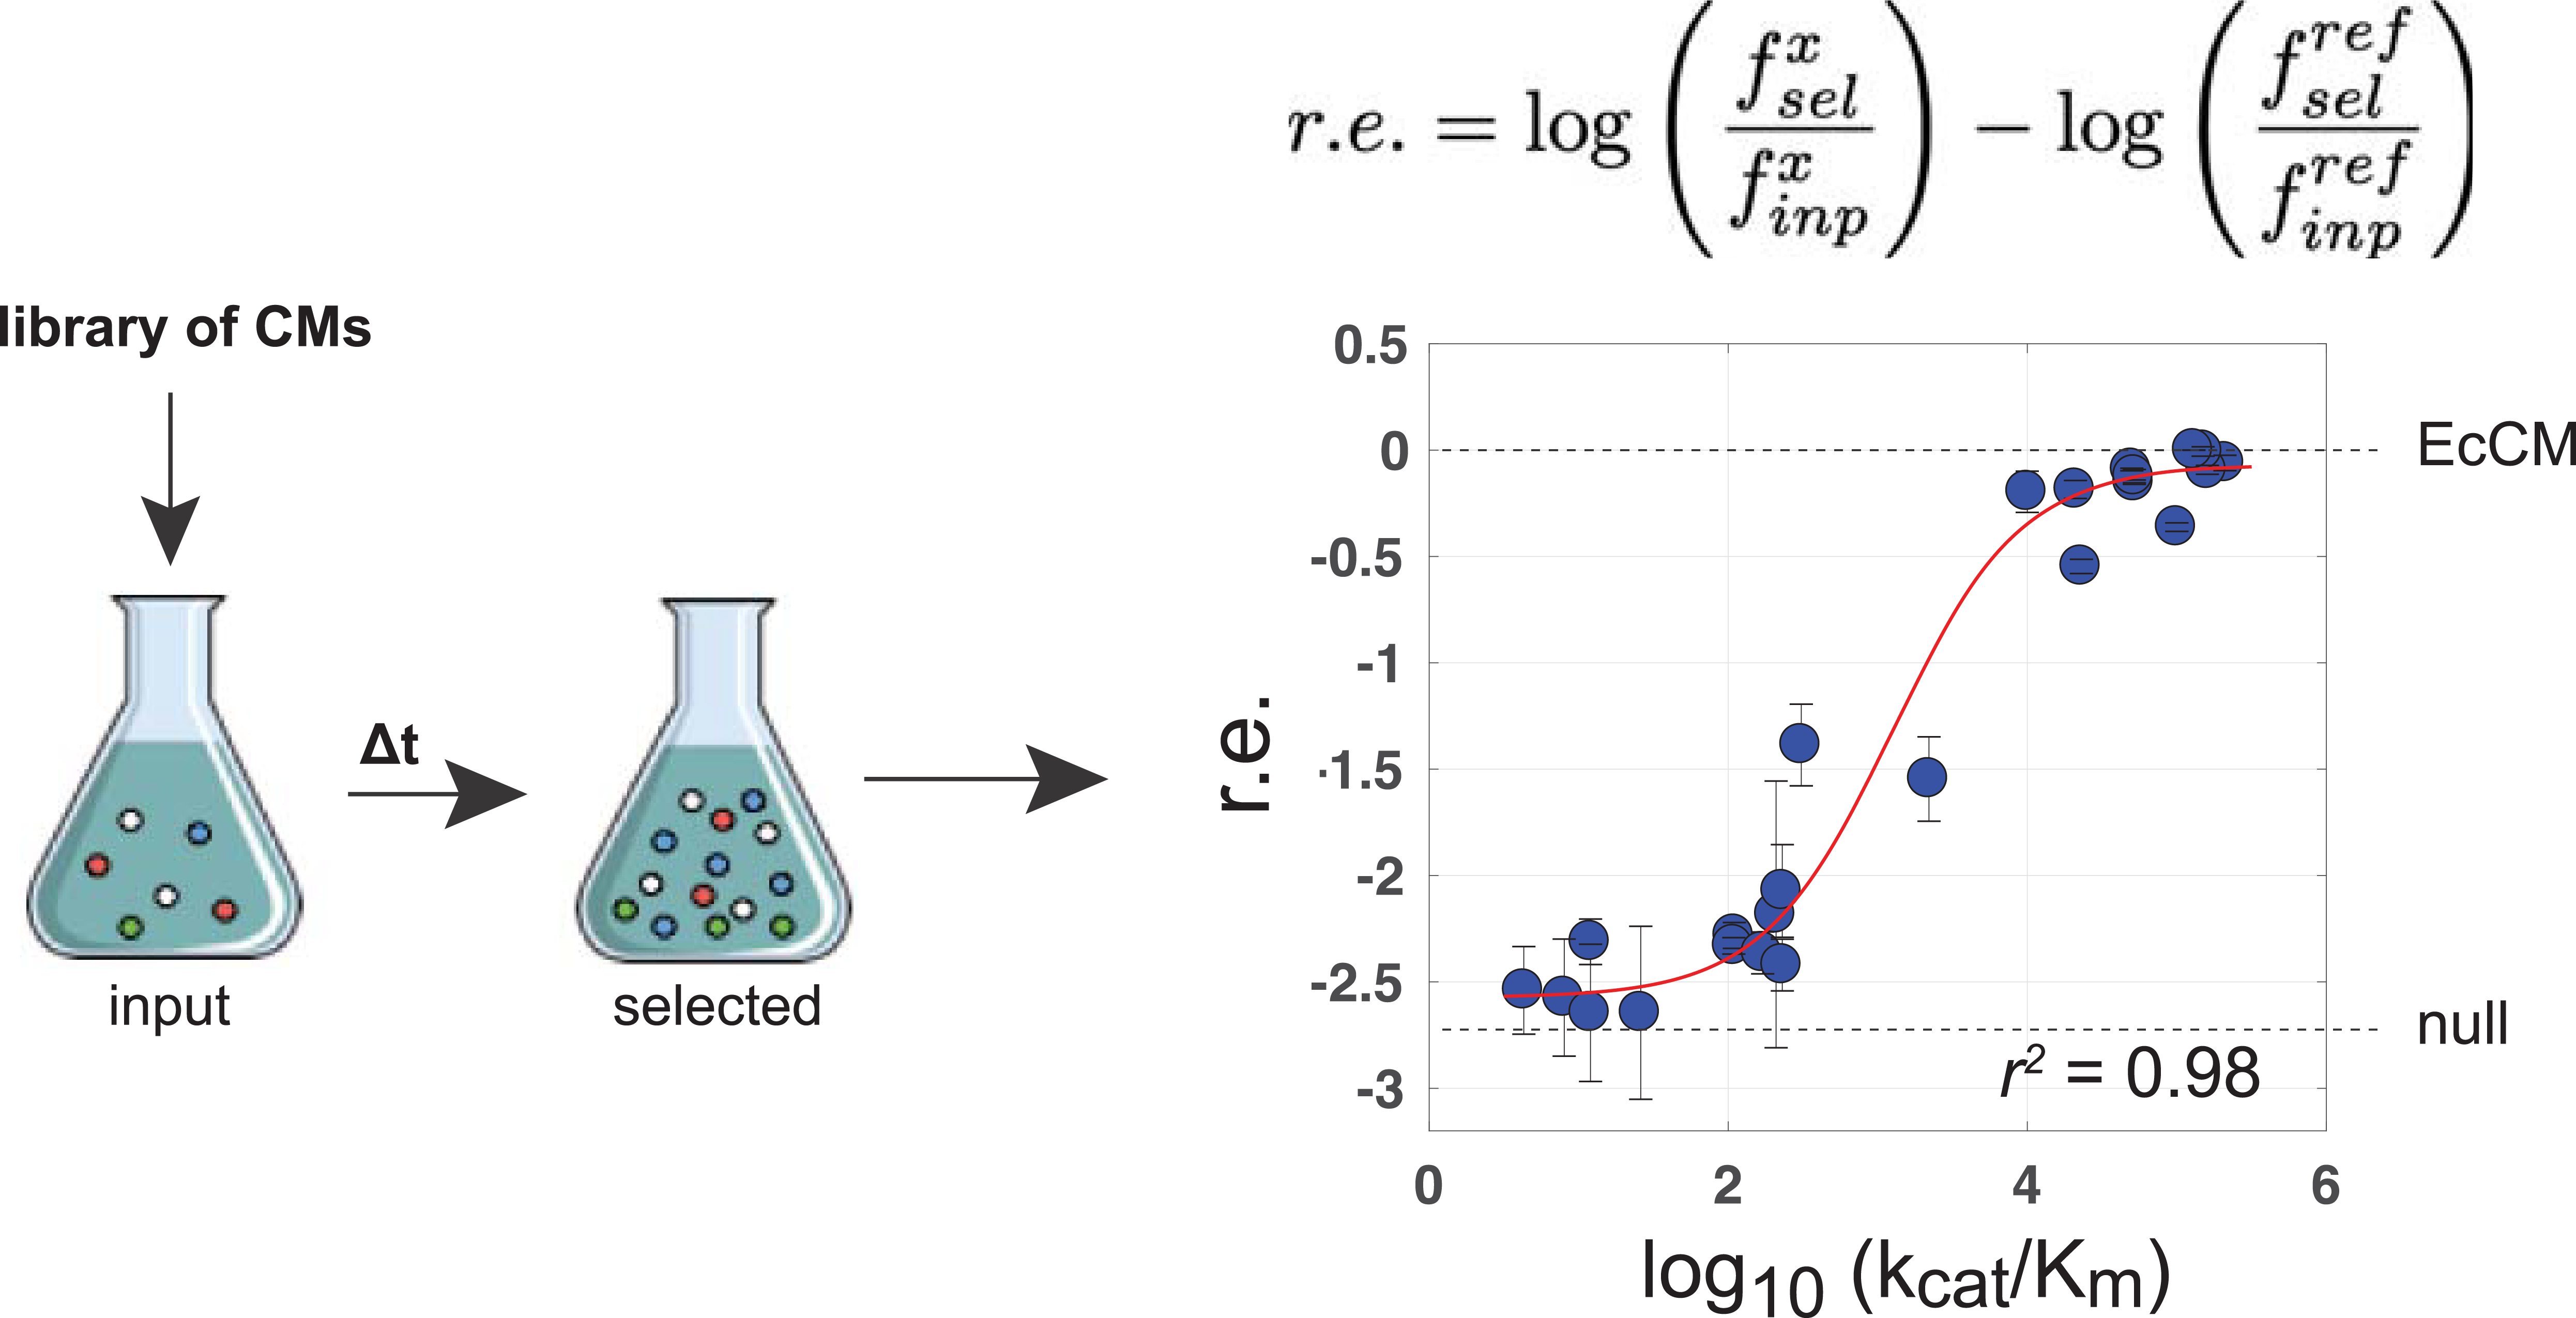 r.e. = log ( f^x_sel / f^x_inp ) − log ( f^ref_sel / f^ref_inp )
library of CMs
Δt
input
selected
r.e.
0.5
0
-0.5
-1
·1.5
-2
-2.5
-3
EcCM
null
r² = 0.98
0 2 4 6
log₁₀ (kcat/Km)